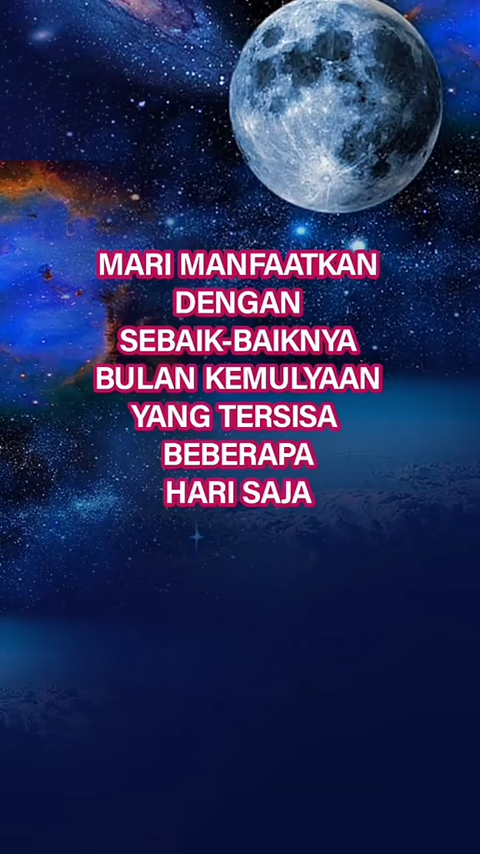 MARI MANFAATKAN
DENGAN
SEBAIK-BAIKNYA
BULAN KEMULYAAN
YANG TERSISA
BEBERAPA
HARI SAJA